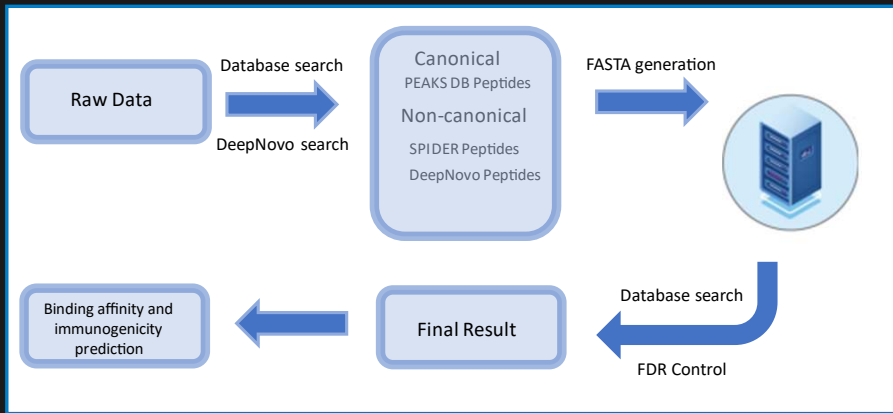 Raw Data
Database search
DeepNovo search
Canonical
PEAKS DB Peptides
Non-canonical
SPIDER Peptides
DeepNovo Peptides
FASTA generation
Database search
FDR Control
Final Result
Binding affinity and
immunogenicity
prediction